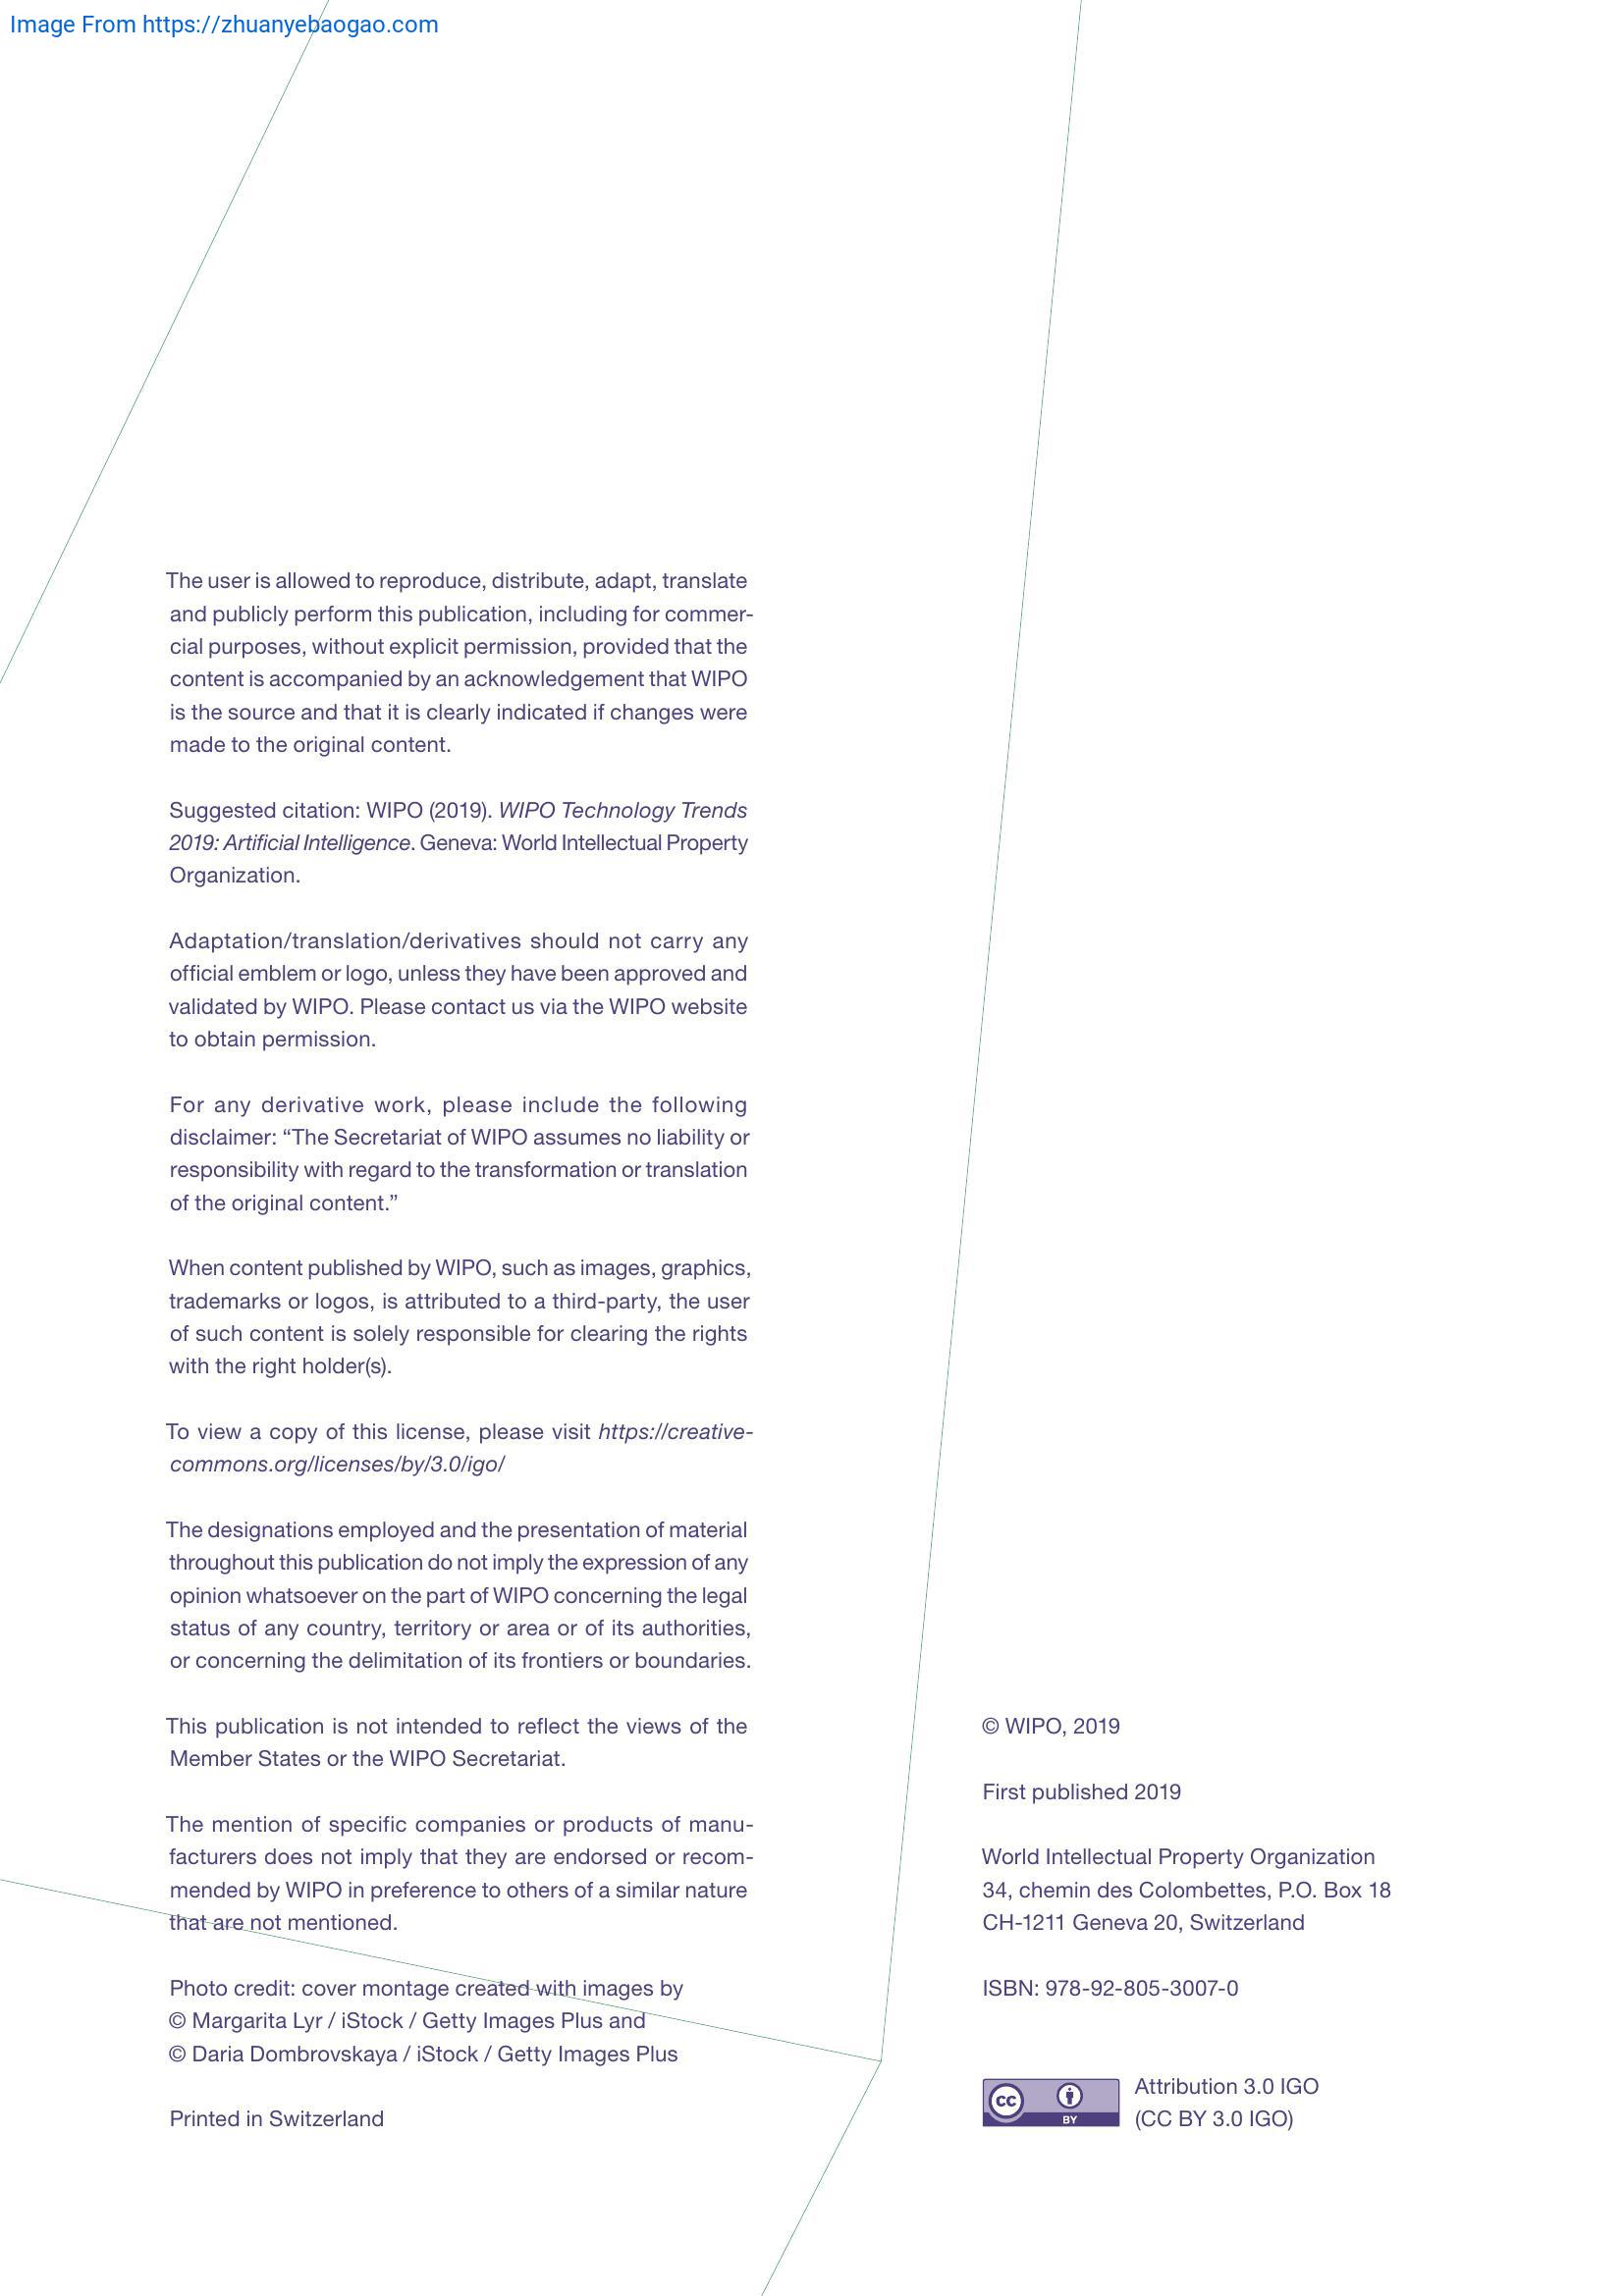 Image From https://zhuanyebaogao.com
The user is allowed to reproduce, distribute, adapt, translate
and publicly perform this publication, including for commer-
cial purposes, without explicit permission, provided that the
content is accompanied by an acknowledgement that WIPO
is the source and that it is clearly indicated if changes were
made to the original content.
Suggested citation: WIPO (2019). WIPO Technology Trends
2019: Artificial Intelligence. Geneva: World Intellectual Property
Organization.
Adaptation/translation/derivatives should not carry any
official emblem or logo, unless they have been approved and
validated by WIPO. Please contact us via the WIPO website
to obtain permission.
For any derivative work, please include the following
disclaimer: “The Secretariat of WIPO assumes no liability or
responsibility with regard to the transformation or translation
of the original content.”
When content published by WIPO, such as images, graphics,
trademarks or logos, is attributed to a third-party, the user
of such content is solely responsible for clearing the rights
with the right holder(s).
To view a copy of this license, please visit https://creative-
commons.org/licenses/by/3.0/igo/
The designations employed and the presentation of material
throughout this publication do not imply the expression of any
opinion whatsoever on the part of WIPO concerning the legal
status of any country, territory or area or of its authorities,
or concerning the delimitation of its frontiers or boundaries.
This publication is not intended to reflect the views of the
Member States or the WIPO Secretariat.
The mention of specific companies or products of manu-
facturers does not imply that they are endorsed or recom-
mended by WIPO in preference to others of a similar nature
that are not mentioned.
Photo credit: cover montage created with images by
© Margarita Lyr / iStock / Getty Images Plus and
© Daria Dombrovskaya / iStock / Getty Images Plus
Printed in Switzerland
© WIPO, 2019
First published 2019
World Intellectual Property Organization
34, chemin des Colombettes, P.O. Box 18
CH-1211 Geneva 20, Switzerland
ISBN: 978-92-805-3007-0
cc BY
Attribution 3.0 IGO
(CC BY 3.0 IGO)